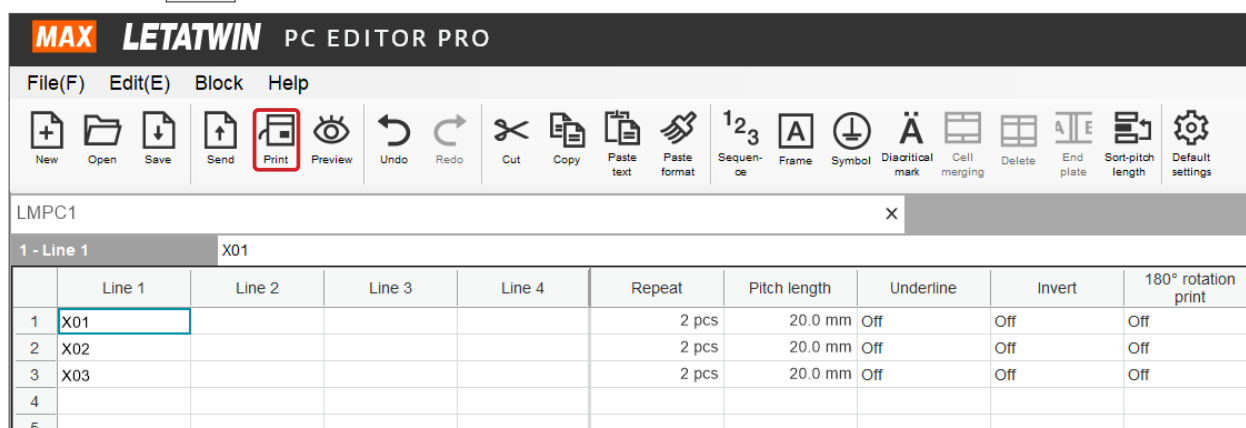 MAX LETATWIN PC EDITOR PRO
File(F) Edit(E) Block Help
New Open Save Send Print Preview Undo Redo Cut Copy Paste text Paste format Sequen-ce Frame Symbol Diacritical mark Cell merging Delete End plate Sort-pitch length Default settings
LMPC1 ×
1 - Line 1 X01
Line 1 Line 2 Line 3 Line 4 Repeat Pitch length Underline Invert 180° rotation print
1 X01 2 pcs 20.0 mm Off Off Off
2 X02 2 pcs 20.0 mm Off Off Off
3 X03 2 pcs 20.0 mm Off Off Off
4
5